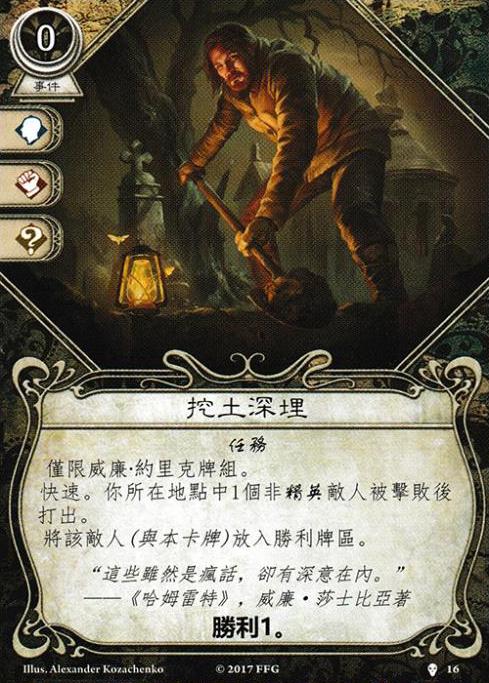 0
事件
挖土深埋
任務
僅限威廉·約里克牌組。
快速。你所在地點中1個非精英敵人被擊敗後
打出。
將該敵人(與本卡牌)放入勝利牌區。
“這些雖然是瘋話，卻有深意在內。”
——《哈姆雷特》，威廉·莎士比亞著
勝利1。
Illus. Alexander Kozachenko © 2017 FFG 16